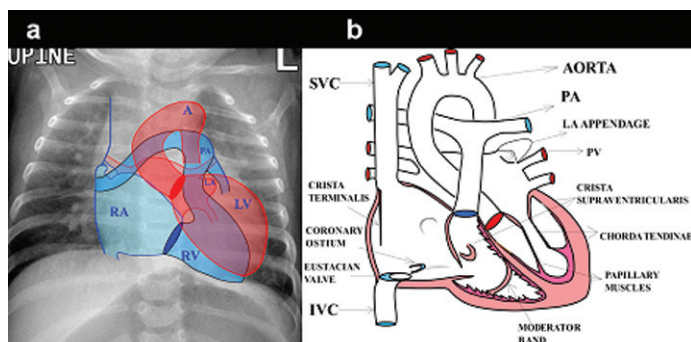 a
b
UPINE
L
A
PA
LA
RA
LV
RV
SVC
AORTA
PA
LA APPENDAGE
PV
CRISTA
TERMINALIS
CRISTA
SUPRAVENTRICULARIS
CORONARY
OSTIUM
CHORDA TENDINAE
EUSTACIAN
VALVE
PAPILLARY
MUSCLES
IVC
MODERATOR
BAND